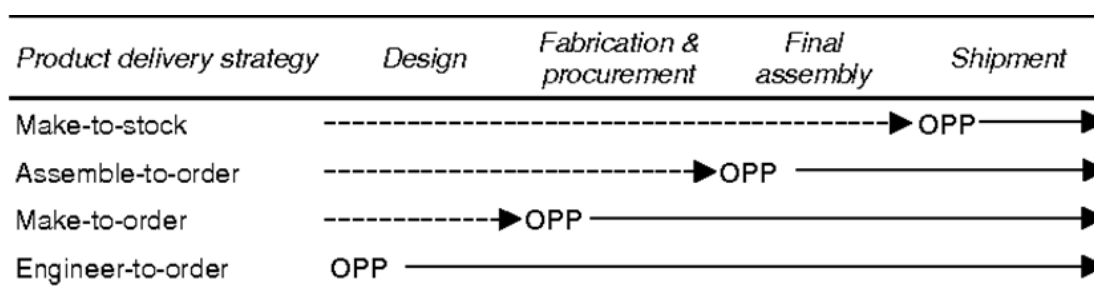 Product delivery strategy Design Fabrication & procurement Final assembly Shipment
Make-to-stock OPP
Assemble-to-order OPP
Make-to-order OPP
Engineer-to-order OPP